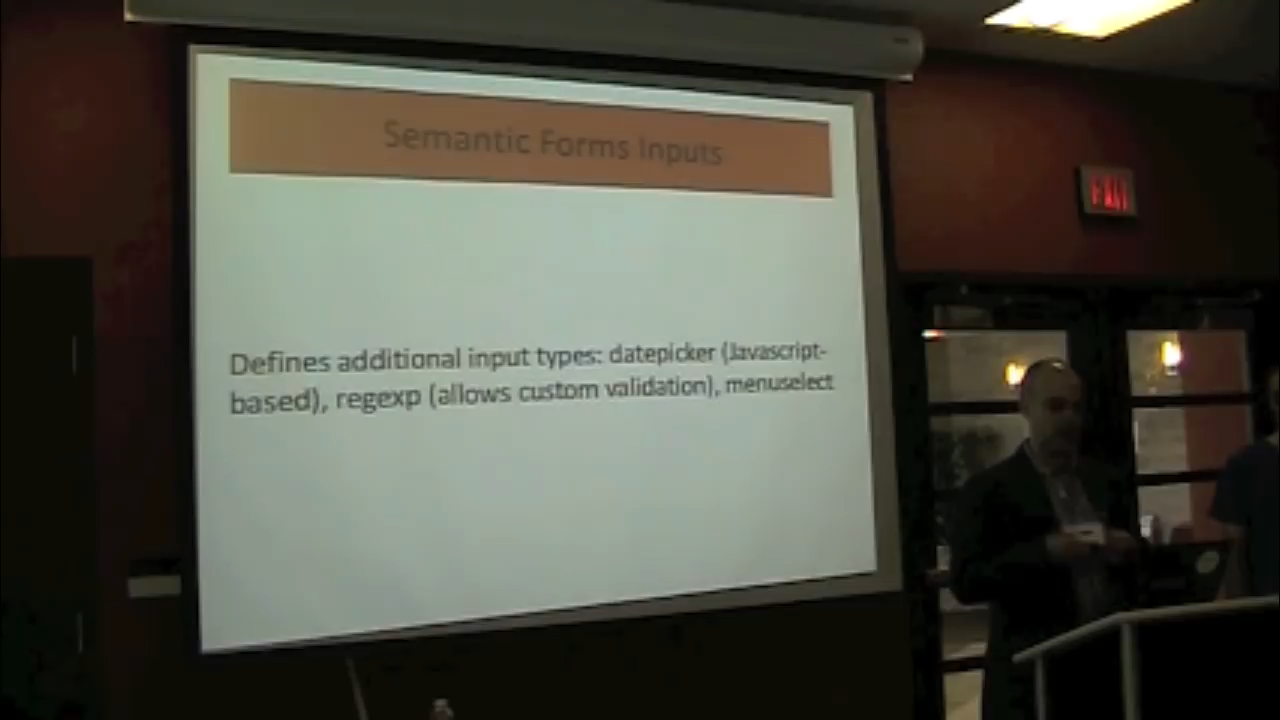 Semantic Forms Inputs
EXIT
Defines additional input types: datepicker (Javascript-
based), regexp (allows custom validation), menuselect